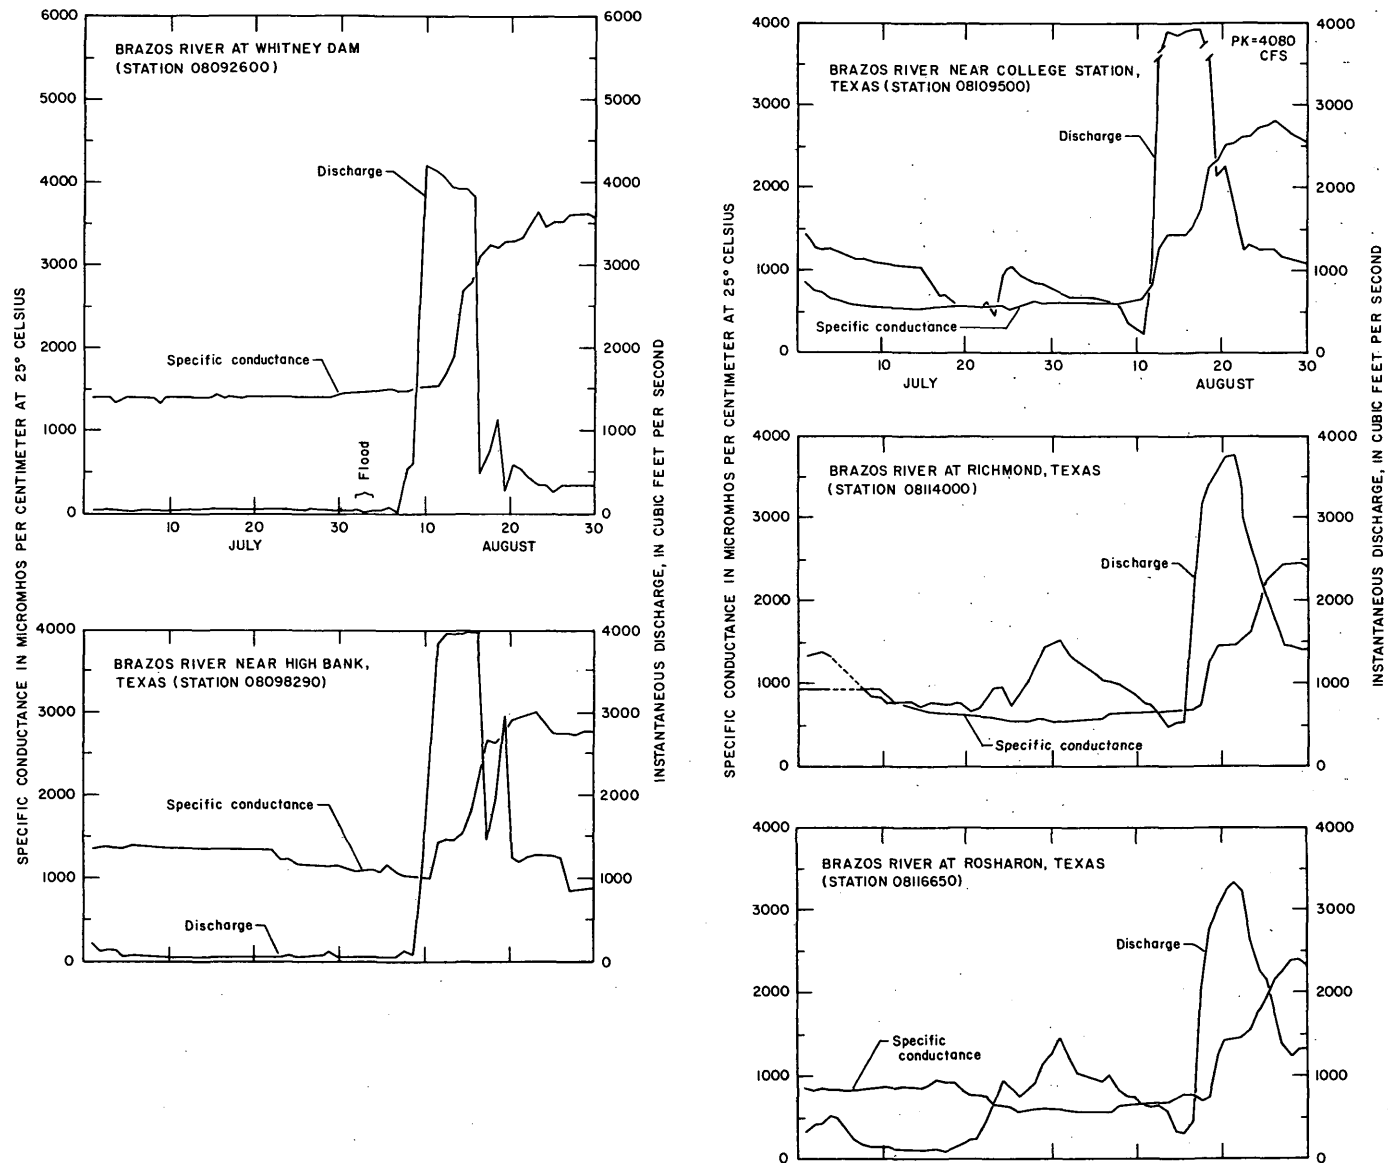 SPECIFIC CONDUCTANCE IN MICROMHOS PER CENTIMETER AT 25° CELSIUS
6000
5000
4000
3000
2000
1000
0
BRAZOS RIVER AT WHITNEY DAM
(STATION 08092600)
Discharge
Specific conductance
Flood
6000
5000
4000
3000
2000
1000
0
10
20
30
10
20
30
JULY
AUGUST
4000
3000
2000
1000
0
BRAZOS RIVER NEAR HIGH BANK,
TEXAS (STATION 08098290)
Specific conductance
Discharge
4000
3000
2000
1000
0
INSTANTANEOUS DISCHARGE, IN CUBIC FEET PER SECOND
SPECIFIC CONDUCTANCE IN MICROMHOS PER CENTIMETER AT 25° CELSIUS
4000
3000
2000
1000
0
BRAZOS RIVER NEAR COLLEGE STATION,
TEXAS (STATION 08109500)
PK=4080
CFS
Discharge
Specific conductance
4000
3000
2000
1000
0
10
20
30
10
20
30
JULY
AUGUST
4000
3000
2000
1000
0
BRAZOS RIVER AT RICHMOND, TEXAS
(STATION 08114000)
Discharge
Specific conductance
4000
3000
2000
1000
0
4000
3000
2000
1000
0
BRAZOS RIVER AT ROSHARON, TEXAS
(STATION 08116650)
Discharge
Specific
conductance
4000
3000
2000
1000
0
INSTANTANEOUS DISCHARGE, IN CUBIC FEET PER SECOND